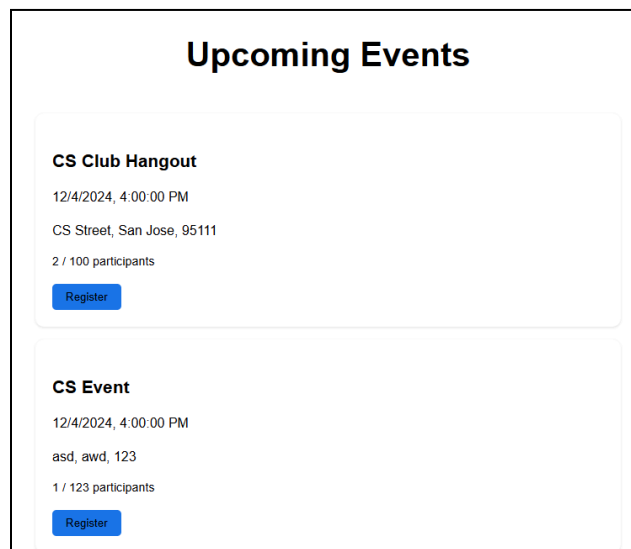 Upcoming Events
CS Club Hangout
12/4/2024, 4:00:00 PM
CS Street, San Jose, 95111
2 / 100 participants
Register
CS Event
12/4/2024, 4:00:00 PM
asd, awd, 123
1 / 123 participants
Register